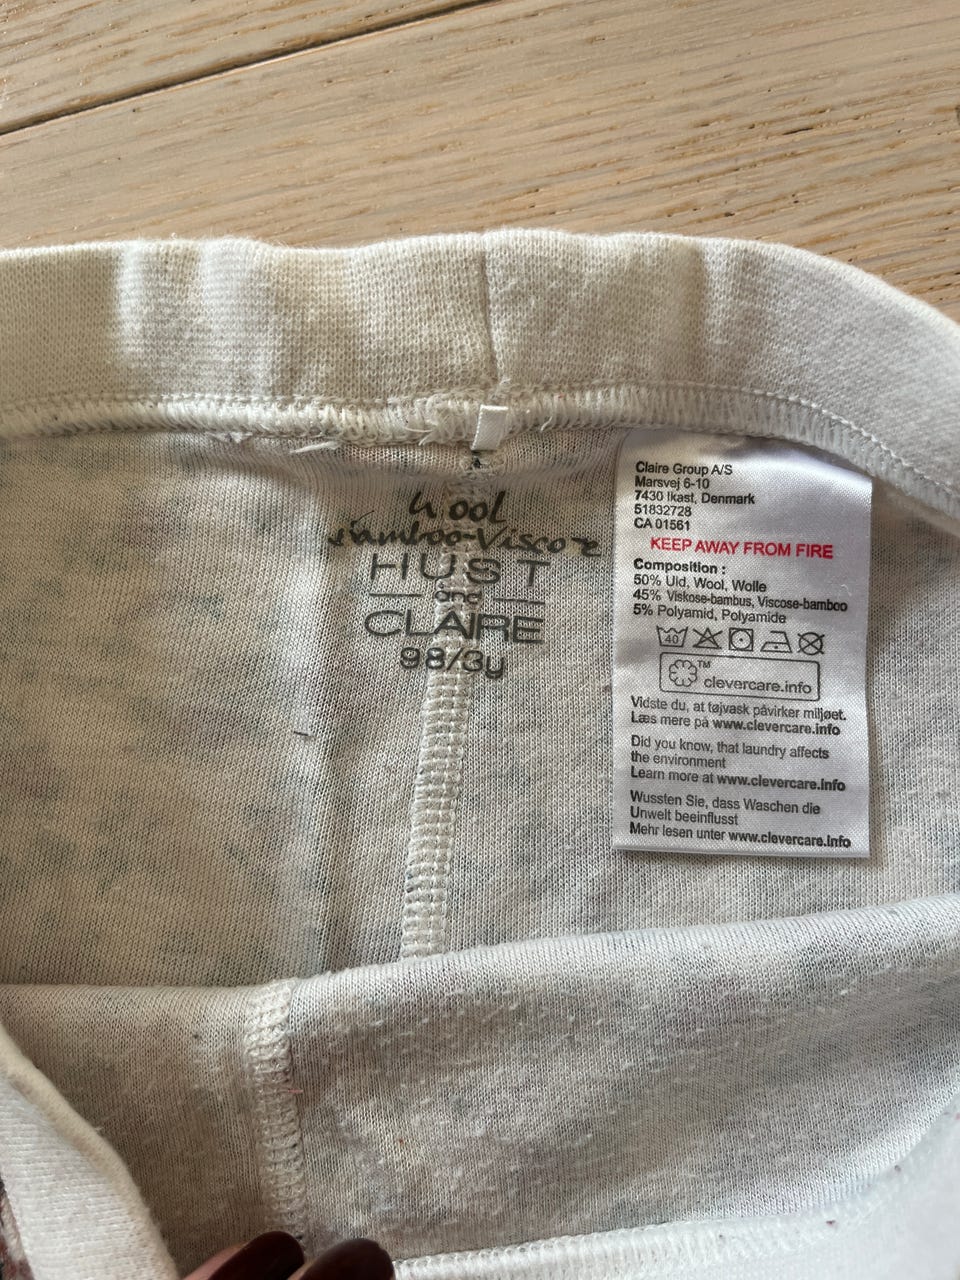 Wool
Bamboo-Viscoze
HUST
and
CLAIRE
98/3y
Claire Group A/S
Marsvej 6-10
7430 Ikast, Denmark
51832728
CA 01561
KEEP AWAY FROM FIRE
Composition :
50% Uld, Wool, Wolle
45% Viskose-bambus, Viscose-bamboo
5% Polyamid, Polyamide
40
TM
clevercare.info
Vidste du, at tøjvask påvirker miljøet.
Læs mere på www.clevercare.info
Did you know, that laundry affects
the environment
Learn more at www.clevercare.info
Wussten Sie, dass Waschen die
Unwelt beeinflusst
Mehr lesen unter www.clevercare.info